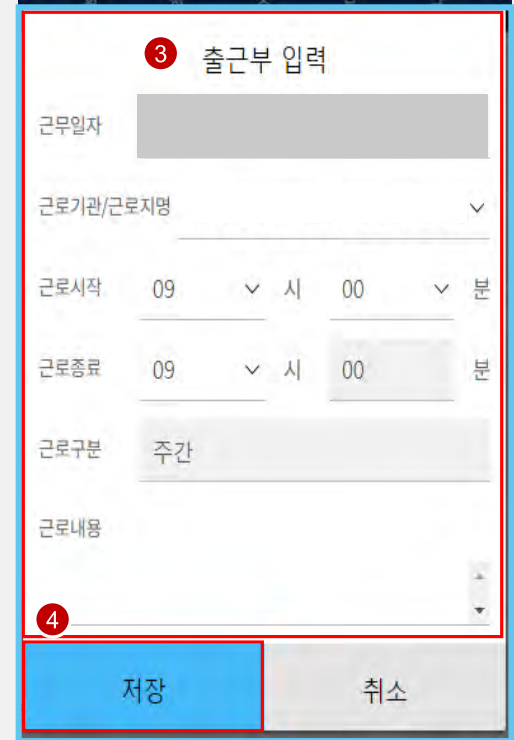 3 출근부 입력
근무일자
근로기관/근로지명
근로시작 09 시 00 분
근로종료 09 시 00 분
근로구분 주간
근로내용
4
저장 취소